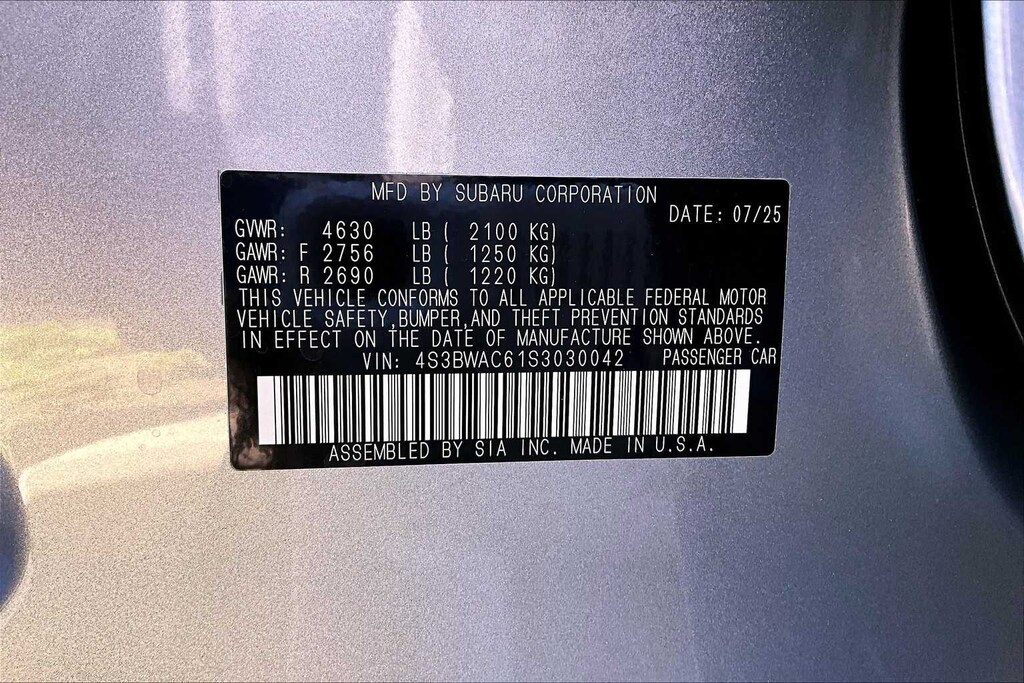 MFD BY SUBARU CORPORATION
DATE: 07/25
GVWR: 4630 LB ( 2100 KG)
GAWR: F 2756 LB ( 1250 KG)
GAWR: R 2690 LB ( 1220 KG)
THIS VEHICLE CONFORMS TO ALL APPLICABLE FEDERAL MOTOR
VEHICLE SAFETY,BUMPER,AND THEFT PREVENTION STANDARDS
IN EFFECT ON THE DATE OF MANUFACTURE SHOWN ABOVE.
VIN: 4S3BWAC61S3030042 PASSENGER CAR
ASSEMBLED BY SIA INC. MADE IN U.S.A.